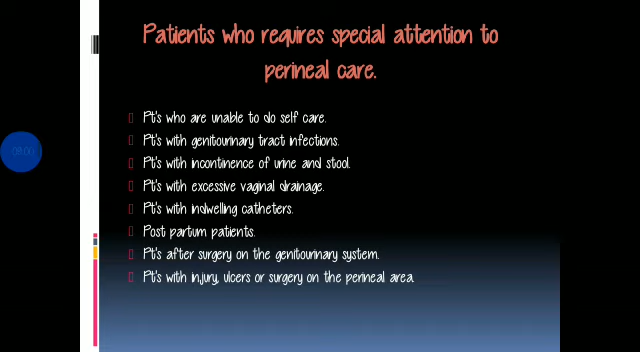 Patients who requires special attention to
perineal care.
Pt's who are unable to do self care.
Pt's with genitourinary tract infections.
Pt's with incontinence of urine and stool.
Pt's with excessive vaginal drainage.
Pt's with indwelling catheters.
Post partum patients.
Pt's after surgery on the genitourinary system.
Pt's with injury, ulcers or surgery on the perineal area.